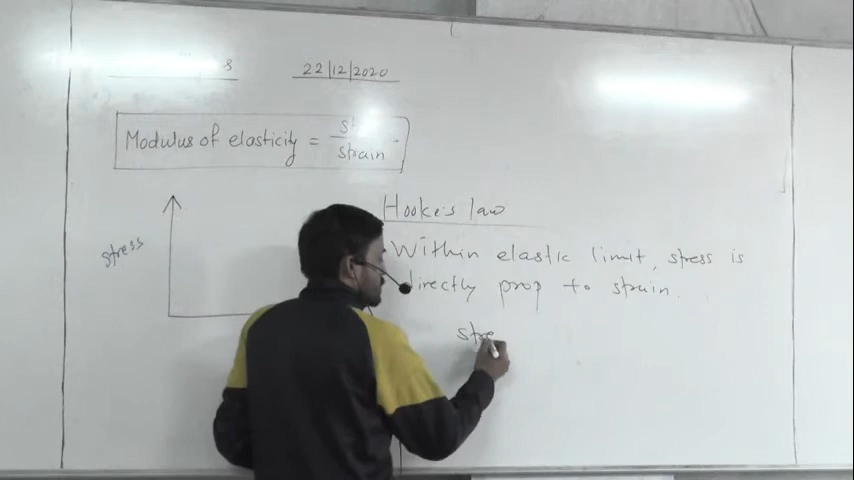 s
22/12/2020
Modulus of elasticity =
strain
Hooke's law
stress
Within elastic limit, stress is
directly prop to strain.
stre